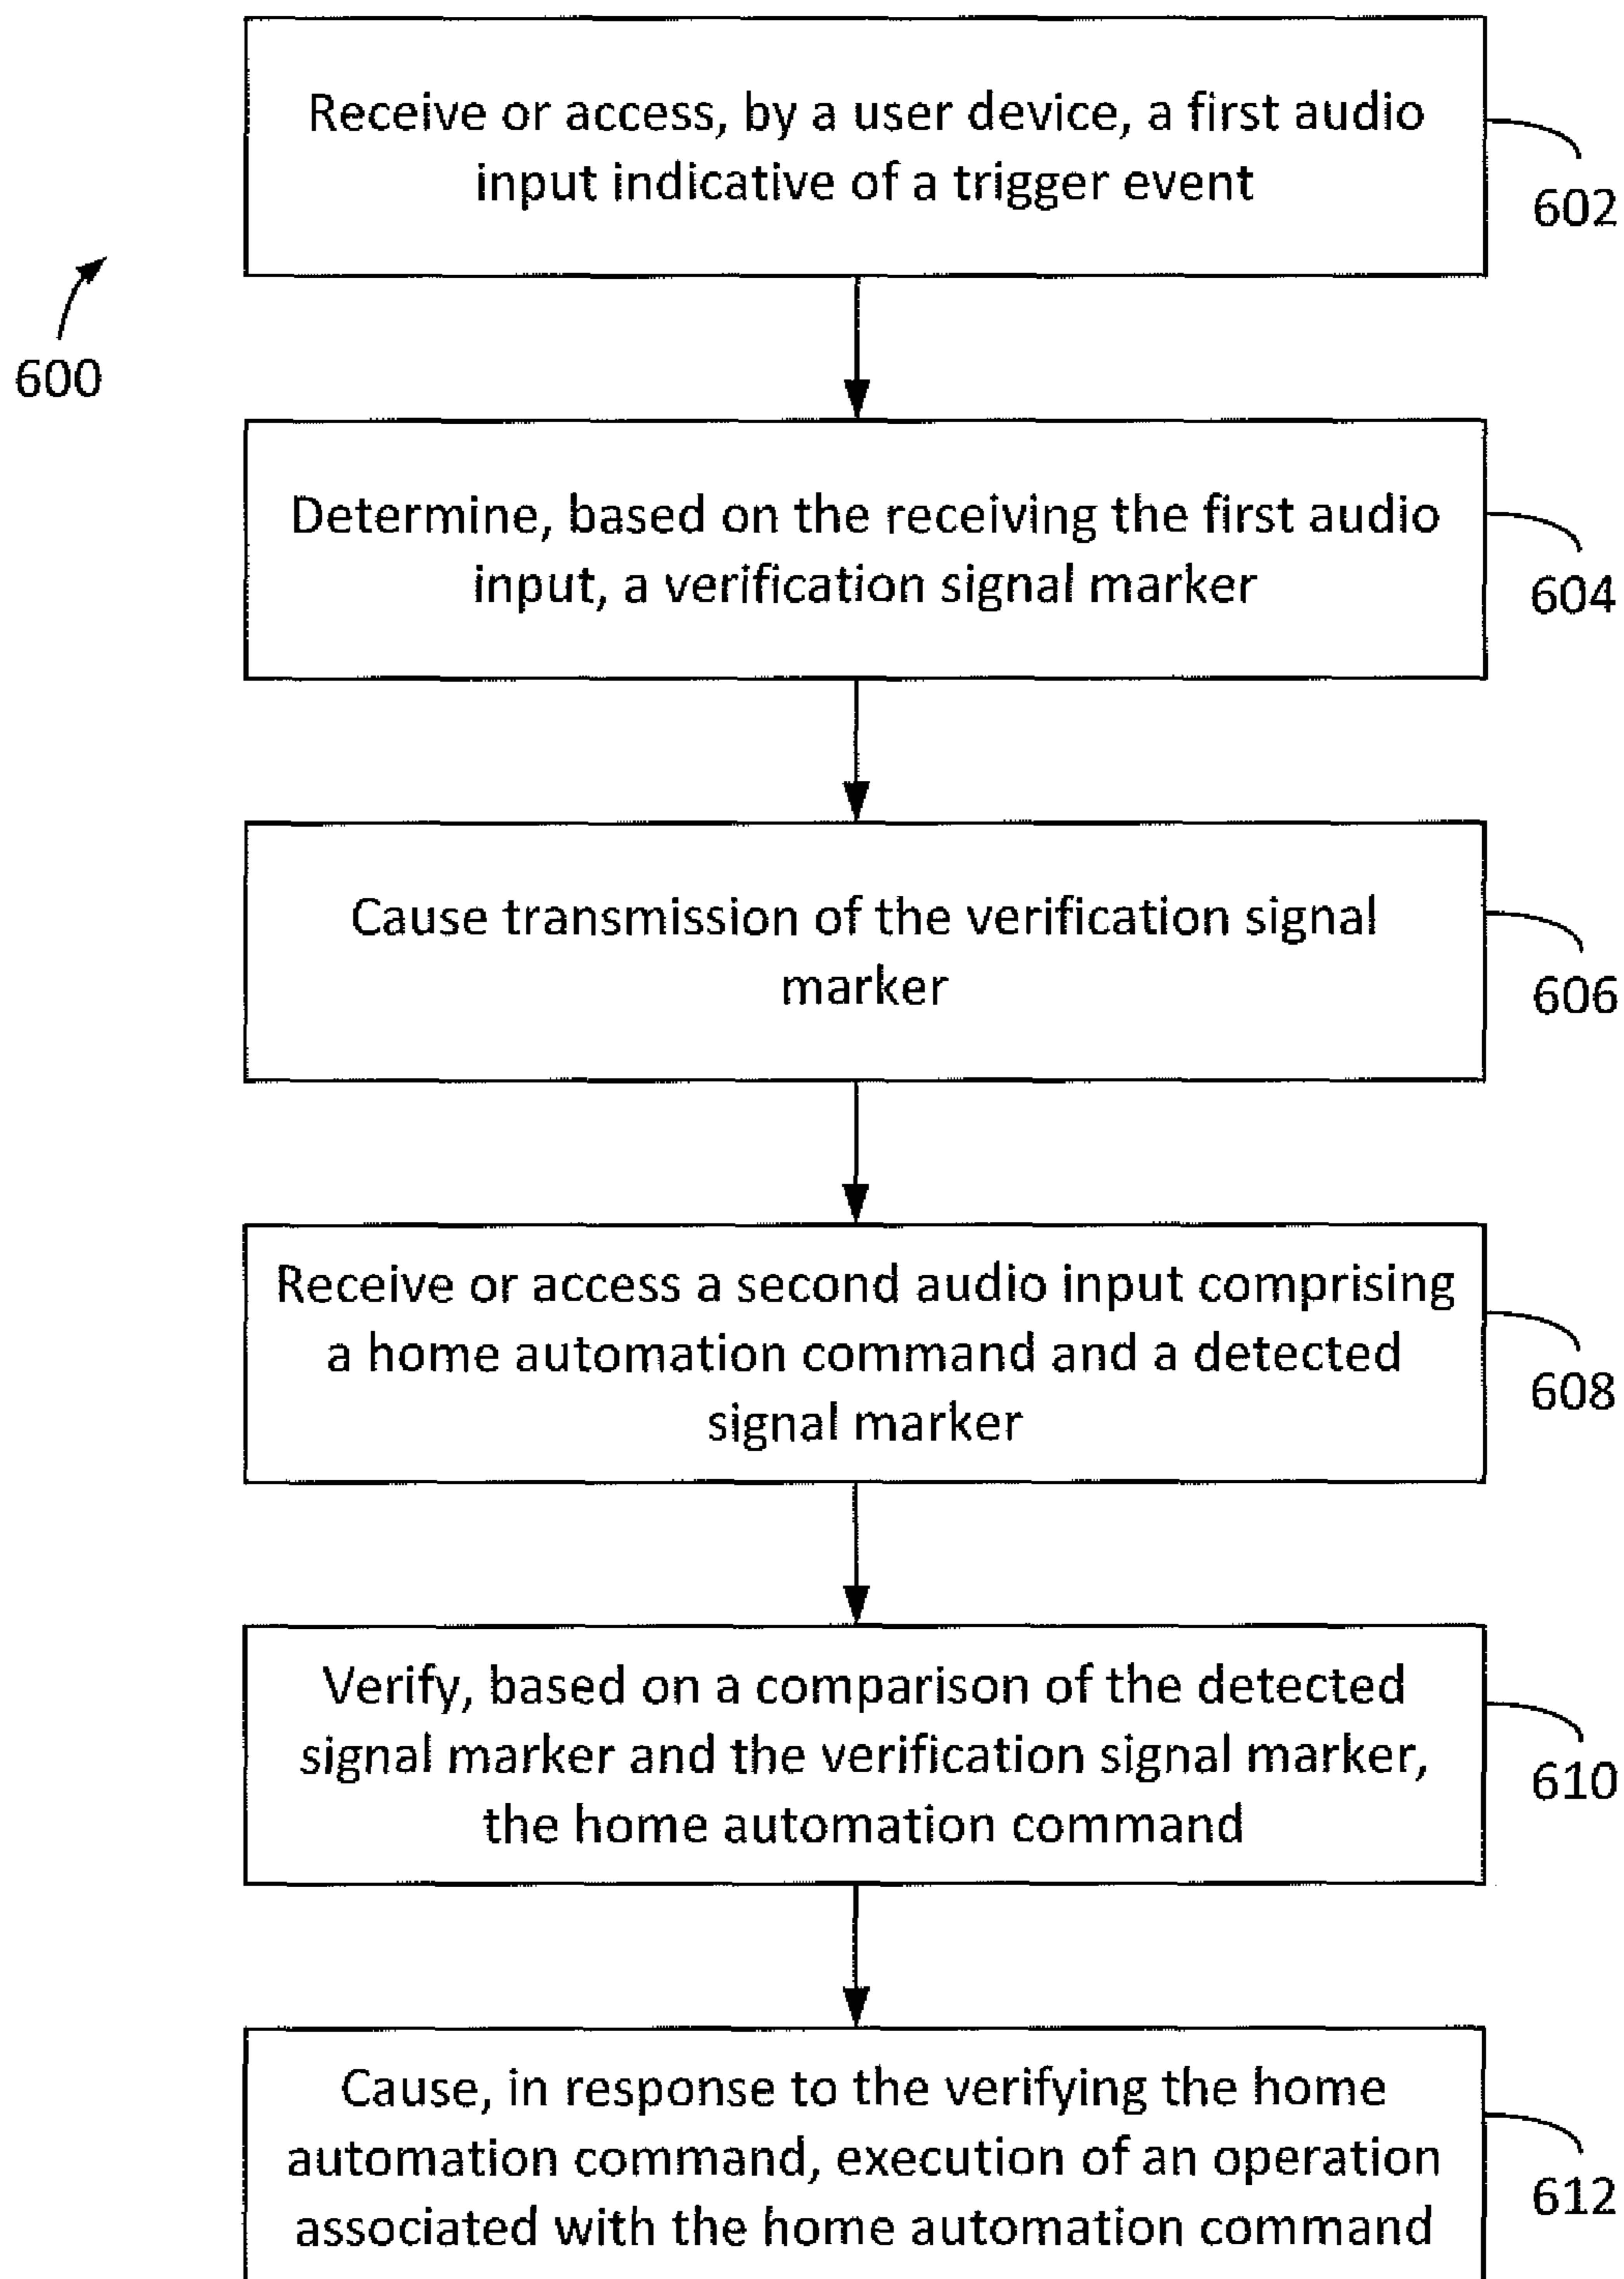 Receive or access, by a user device, a first audio
input indicative of a trigger event
602
600
Determine, based on the receiving the first audio
input, a verification signal marker
604
Cause transmission of the verification signal
marker
606
Receive or access a second audio input comprising
a home automation command and a detected
signal marker
608
Verify, based on a comparison of the detected
signal marker and the verification signal marker,
the home automation command
610
Cause, in response to the verifying the home
automation command, execution of an operation
associated with the home automation command
612